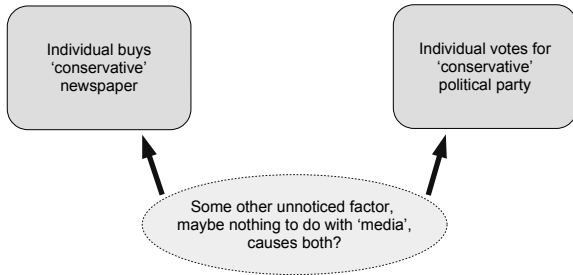 Individual buys
‘conservative’
newspaper
Individual votes for
‘conservative’
political party
Some other unnoticed factor,
maybe nothing to do with ‘media’,
causes both?